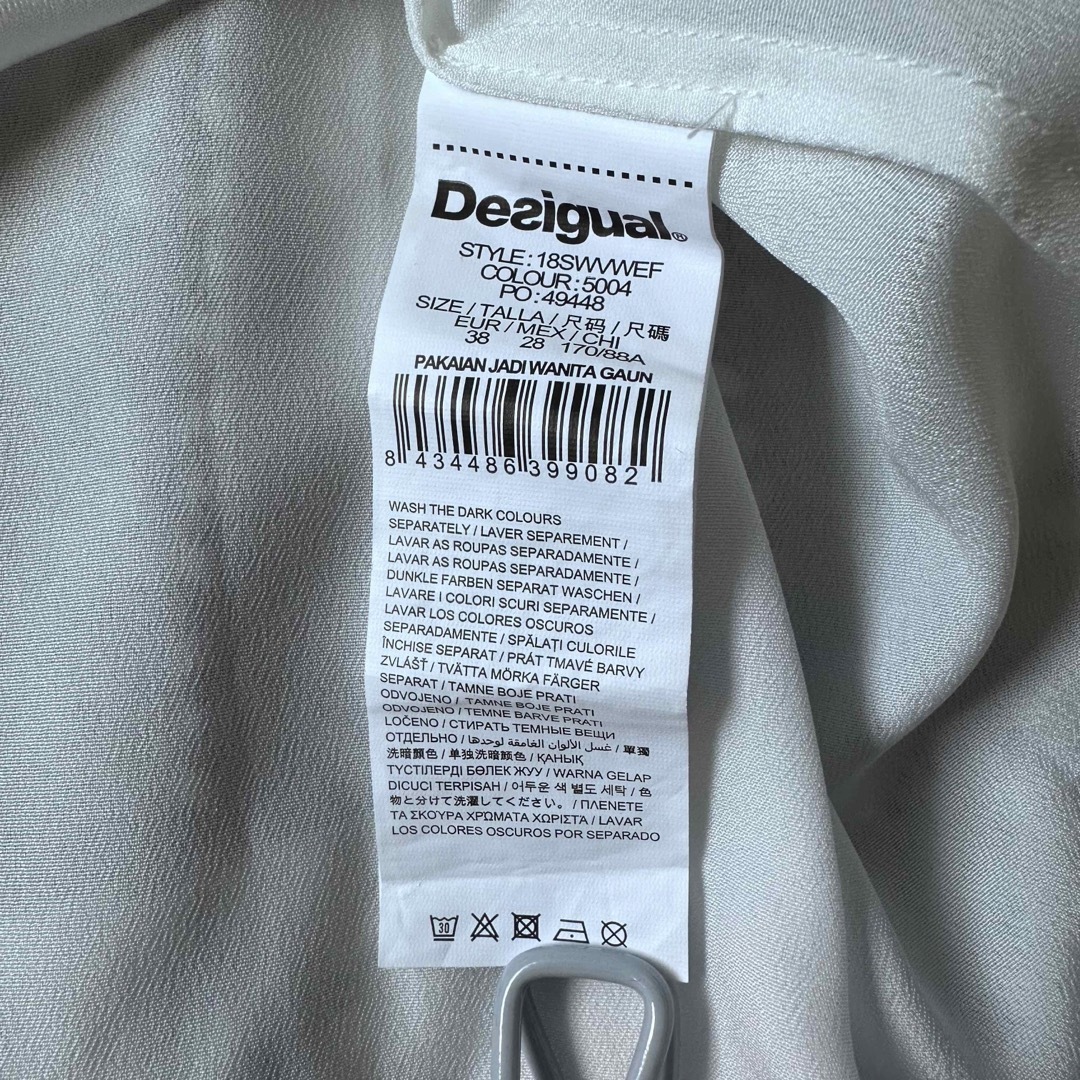 Desigual®
STYLE: 18SWVWEF
COLOUR: 5004
PO: 49448
SIZE / TALLA / 尺码 / 尺碼
EUR / MEX / CHI
38 28 170/88A
PAKAIAN JADI WANITA GAUN
8 434486 399082
WASH THE DARK COLOURS
SEPARATELY / LAVER SEPAREMENT /
LAVAR AS ROUPAS SEPARADAMENTE /
LAVAR AS ROUPAS SEPARADAMENTE /
DUNKLE FARBEN SEPARAT WASCHEN /
LAVARE I COLORI SCURI SEPARAMENTE /
LAVAR LOS COLORES OSCUROS
SEPARADAMENTE / SPĂLAȚI CULORILE
ÎNCHISE SEPARAT / PRÁT TMAVÉ BARVY
ZVLÁŠŤ / TVÄTTA MÖRKA FÄRGER
SEPARAT / TAMNE BOJE PRATI
ODVOJENO / TAMNE BOJE PRATI
ODVOJENO / TEMNE BARVE PRATI
LOČENO / СТИРАТЬ ТЕМНЫЕ ВЕЩИ
ОТДЕЛЬНО / غسل الألوان الغامقة لوحدها / 單獨
洗暗顏色 / 单独洗暗颜色 / ҚАНЫҚ
ТҮСТІЛЕРДІ БӨЛЕК ЖУУ / WARNA GELAP
DICUCI TERPISAH / 어두운 색 별도 세탁 / 色
物と分けて洗濯してください。 / ΠΛΕΝΕΤΕ
ΤΑ ΣΚΟΥΡΑ ΧΡΩΜΑΤΑ ΧΩΡΙΣΤΑ / LAVAR
LOS COLORES OSCUROS POR SEPARADO
30